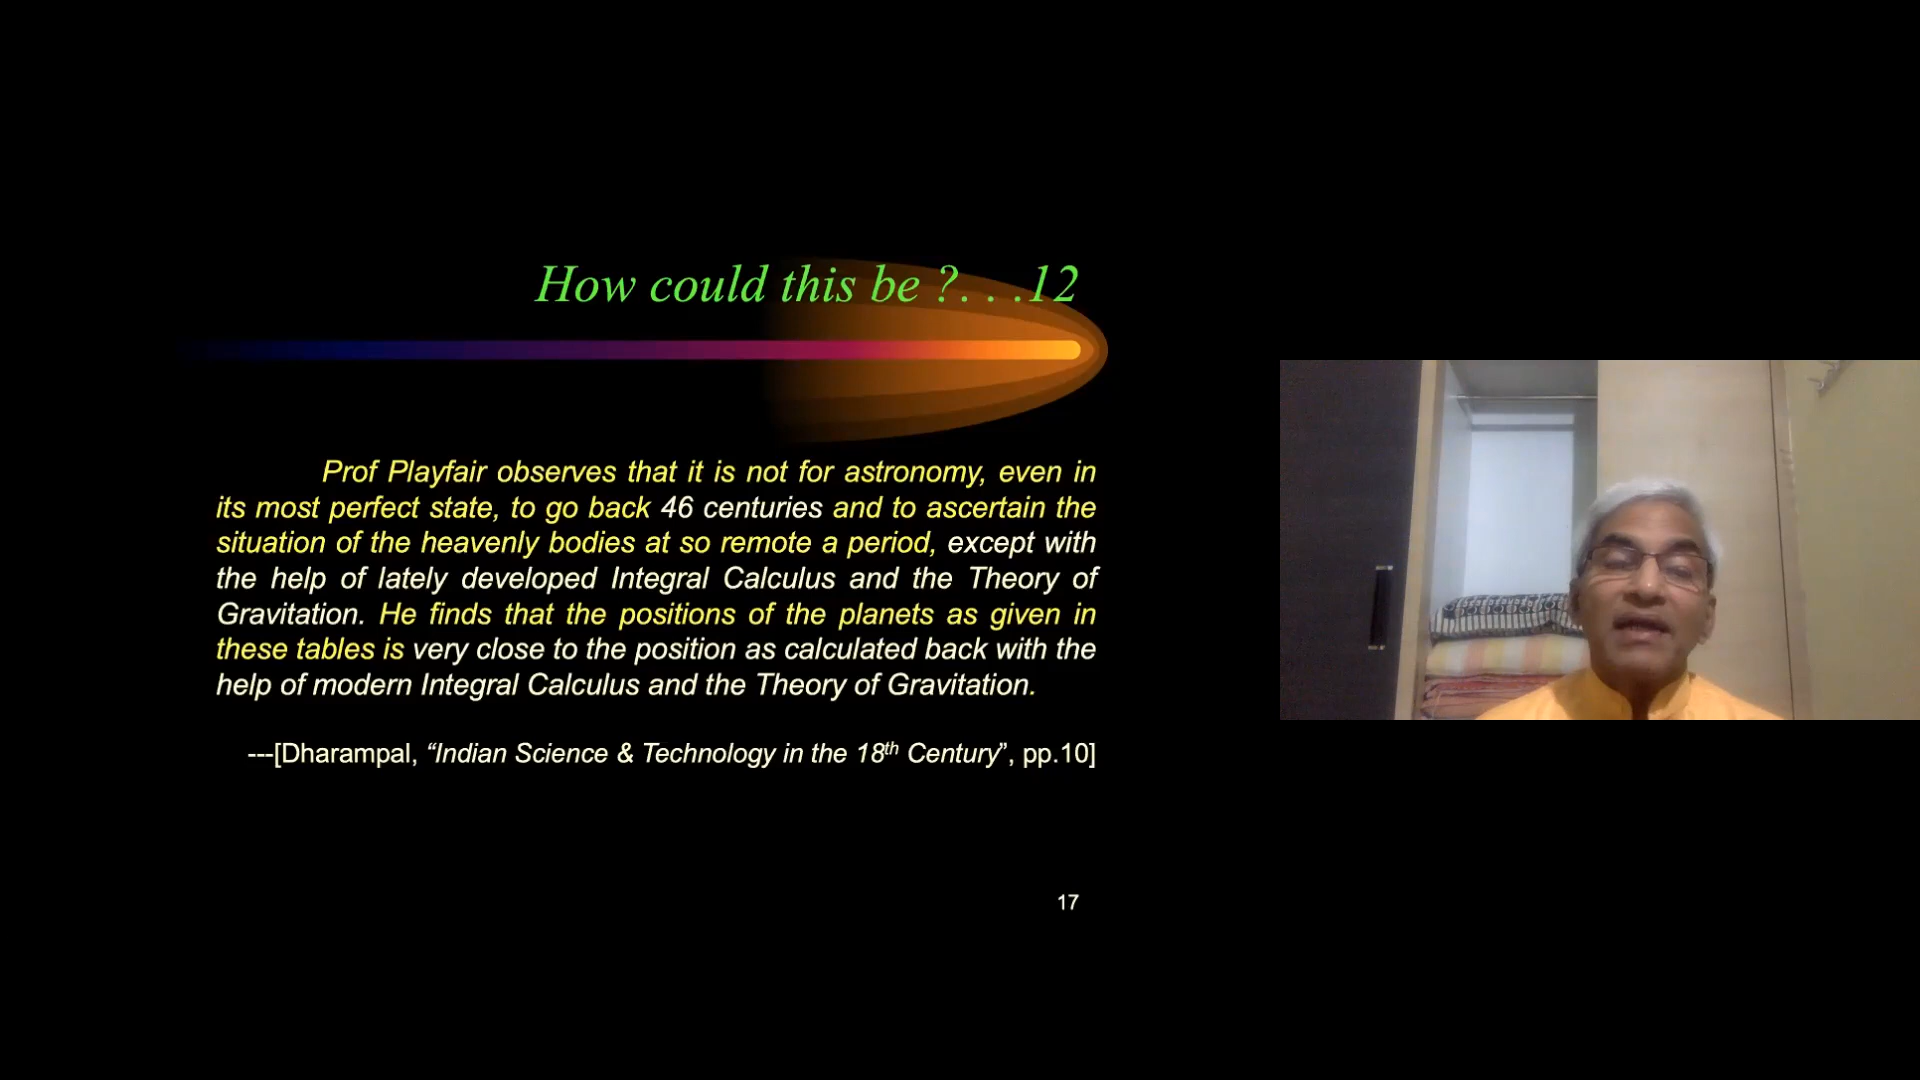 How could this be ?. . .12
Prof Playfair observes that it is not for astronomy, even in
its most perfect state, to go back 46 centuries and to ascertain the
situation of the heavenly bodies at so remote a period, except with
the help of lately developed Integral Calculus and the Theory of
Gravitation. He finds that the positions of the planets as given in
these tables is very close to the position as calculated back with the
help of modern Integral Calculus and the Theory of Gravitation.
---[Dharampal, “Indian Science & Technology in the 18th Century”, pp.10]
17